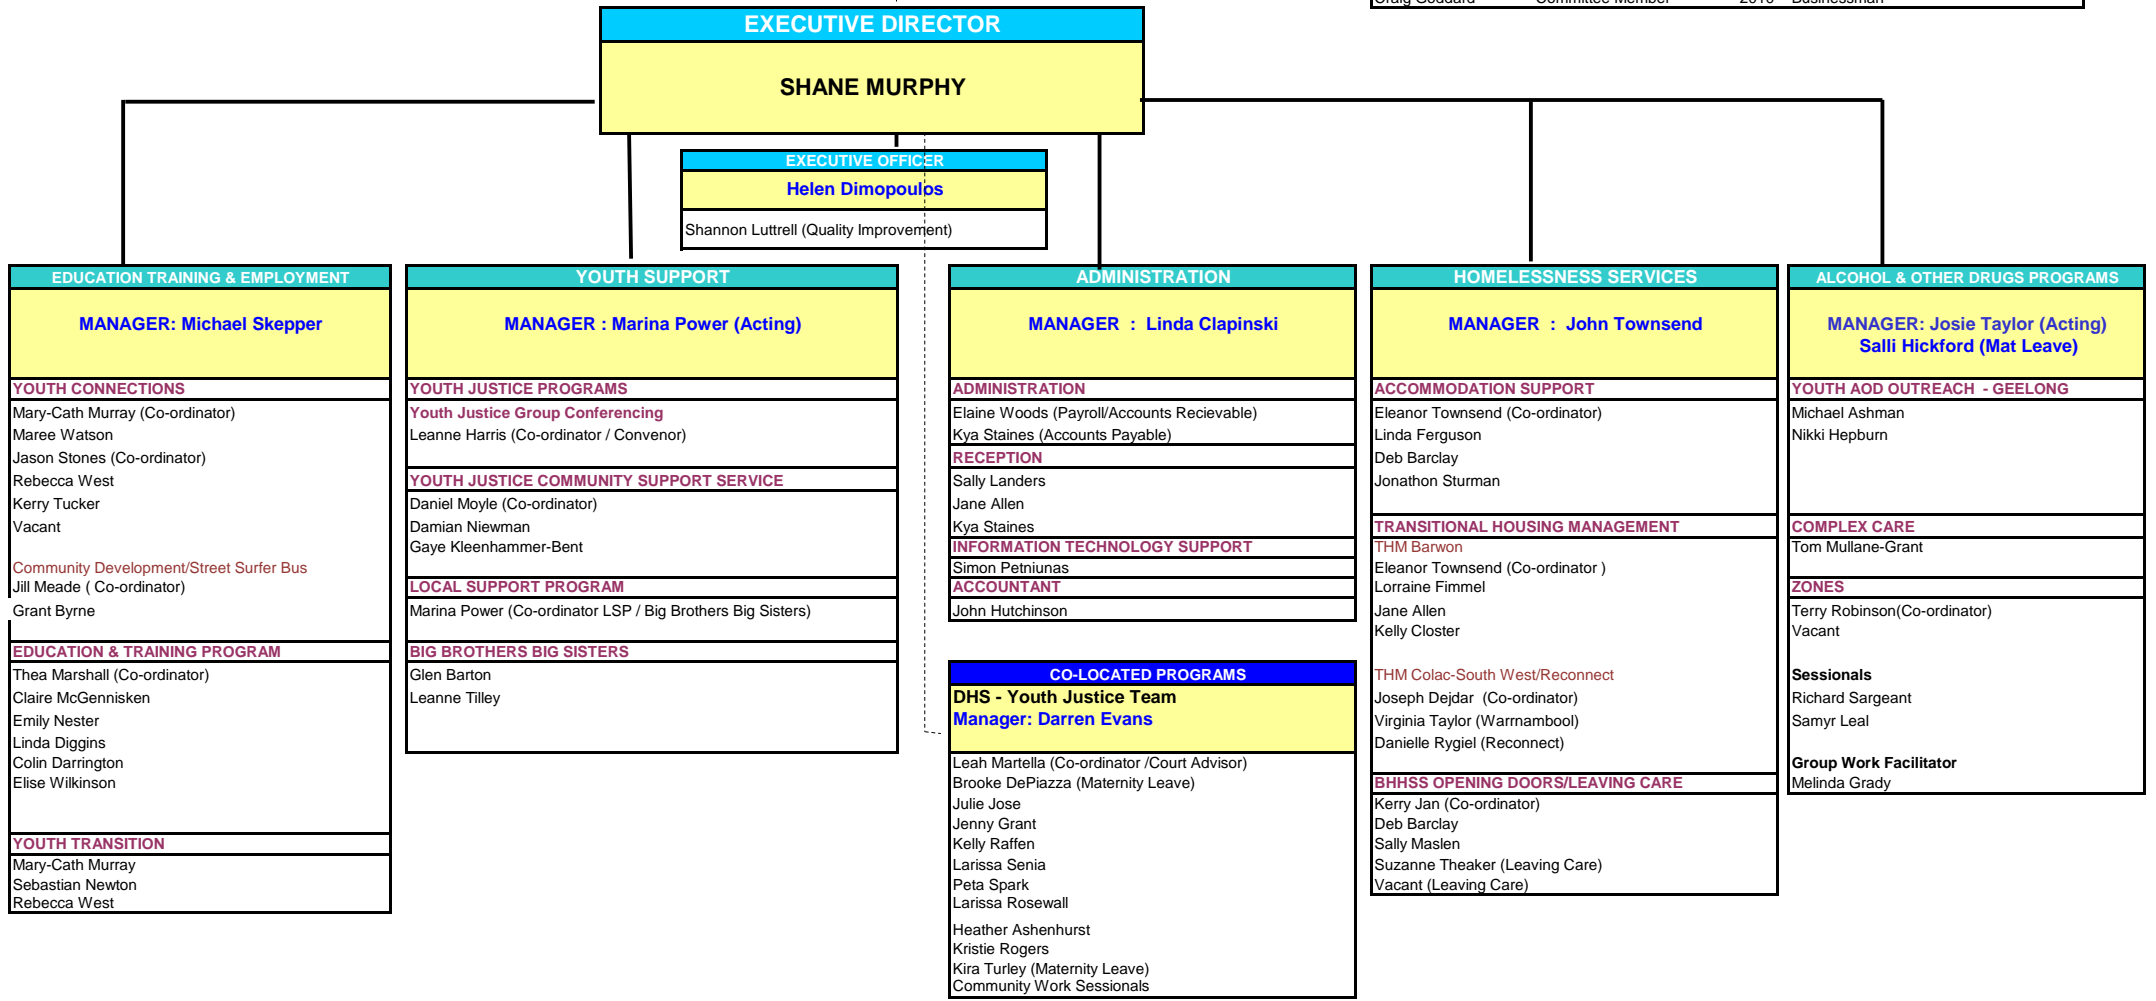 Craig Goddard Committee Member 2010 Businessman
EXECUTIVE DIRECTOR
SHANE MURPHY
EXECUTIVE OFFICER
Helen Dimopoulos
Shannon Luttrell (Quality Improvement)
EDUCATION TRAINING & EMPLOYMENT
MANAGER: Michael Skepper
YOUTH CONNECTIONS
Mary-Cath Murray (Co-ordinator)
Maree Watson
Jason Stones (Co-ordinator)
Rebecca West
Kerry Tucker
Vacant
Community Development/Street Surfer Bus
Jill Meade ( Co-ordinator)
Grant Byrne
EDUCATION & TRAINING PROGRAM
Thea Marshall (Co-ordinator)
Claire McGennisken
Emily Nester
Linda Diggins
Colin Darrington
Elise Wilkinson
YOUTH TRANSITION
Mary-Cath Murray
Sebastian Newton
Rebecca West
YOUTH SUPPORT
MANAGER : Marina Power (Acting)
YOUTH JUSTICE PROGRAMS
Youth Justice Group Conferencing
Leanne Harris (Co-ordinator / Convenor)
YOUTH JUSTICE COMMUNITY SUPPORT SERVICE
Daniel Moyle (Co-ordinator)
Damian Niewman
Gaye Kleenhammer-Bent
LOCAL SUPPORT PROGRAM
Marina Power (Co-ordinator LSP / Big Brothers Big Sisters)
BIG BROTHERS BIG SISTERS
Glen Barton
Leanne Tilley
ADMINISTRATION
MANAGER : Linda Clapinski
ADMINISTRATION
Elaine Woods (Payroll/Accounts Recievable)
Kya Staines (Accounts Payable)
RECEPTION
Sally Landers
Jane Allen
Kya Staines
INFORMATION TECHNOLOGY SUPPORT
Simon Petniunas
ACCOUNTANT
John Hutchinson
CO-LOCATED PROGRAMS
DHS - Youth Justice Team
Manager: Darren Evans
Leah Martella (Co-ordinator /Court Advisor)
Brooke DePiazza (Maternity Leave)
Julie Jose
Jenny Grant
Kelly Raffen
Larissa Senia
Peta Spark
Larissa Rosewall
Heather Ashenhurst
Kristie Rogers
Kira Turley (Maternity Leave)
Community Work Sessionals
HOMELESSNESS SERVICES
MANAGER : John Townsend
ACCOMMODATION SUPPORT
Eleanor Townsend (Co-ordinator)
Linda Ferguson
Deb Barclay
Jonathon Sturman
TRANSITIONAL HOUSING MANAGEMENT
THM Barwon
Eleanor Townsend (Co-ordinator )
Lorraine Fimmel
Jane Allen
Kelly Closter
THM Colac-South West/Reconnect
Joseph Dejdar (Co-ordinator)
Virginia Taylor (Warrnambool)
Danielle Rygiel (Reconnect)
BHHSS OPENING DOORS/LEAVING CARE
Kerry Jan (Co-ordinator)
Deb Barclay
Sally Maslen
Suzanne Theaker (Leaving Care)
Vacant (Leaving Care)
ALCOHOL & OTHER DRUGS PROGRAMS
MANAGER: Josie Taylor (Acting)
Salli Hickford (Mat Leave)
YOUTH AOD OUTREACH - GEELONG
Michael Ashman
Nikki Hepburn
COMPLEX CARE
Tom Mullane-Grant
ZONES
Terry Robinson(Co-ordinator)
Vacant
Sessionals
Richard Sargeant
Samyr Leal
Group Work Facilitator
Melinda Grady